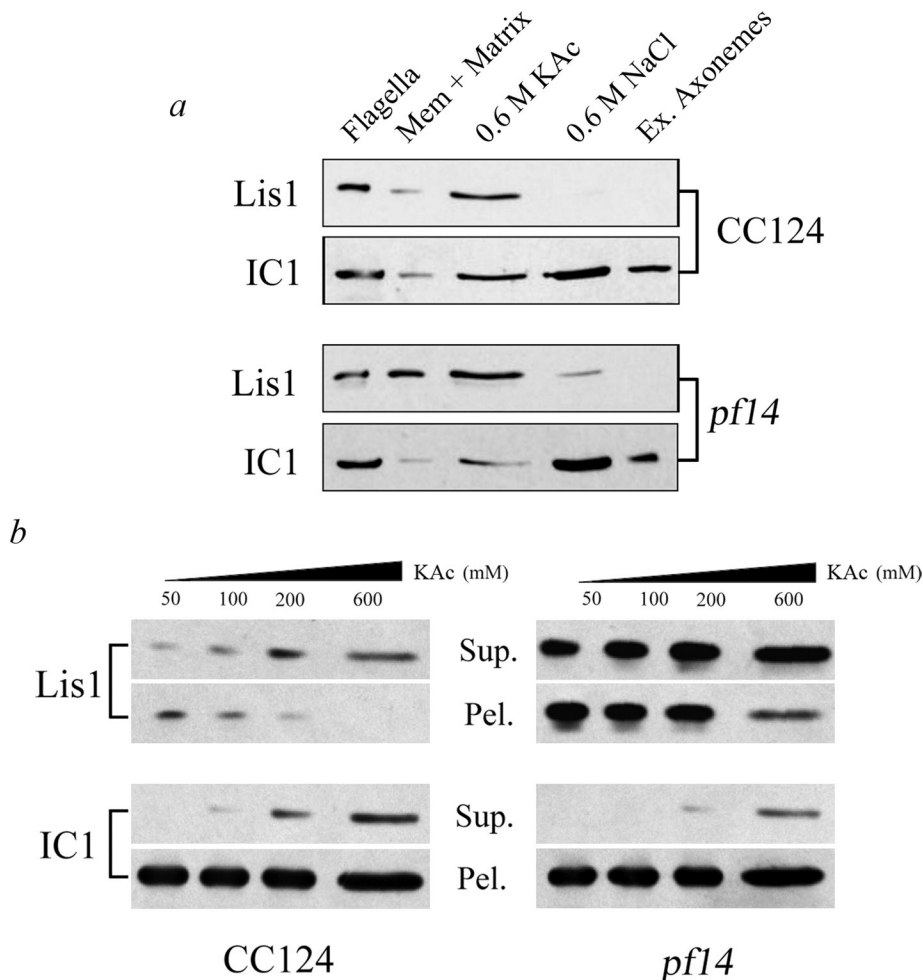 a
Flagella Mem + Matrix 0.6 M KAc 0.6 M NaCl Ex. Axonemes
Lis1
IC1
CC124
Lis1
IC1
pf14
b
KAc (mM)
50 100 200 600
KAc (mM)
50 100 200 600
Lis1
Sup.
Pel.
IC1
Sup.
Pel.
CC124
pf14